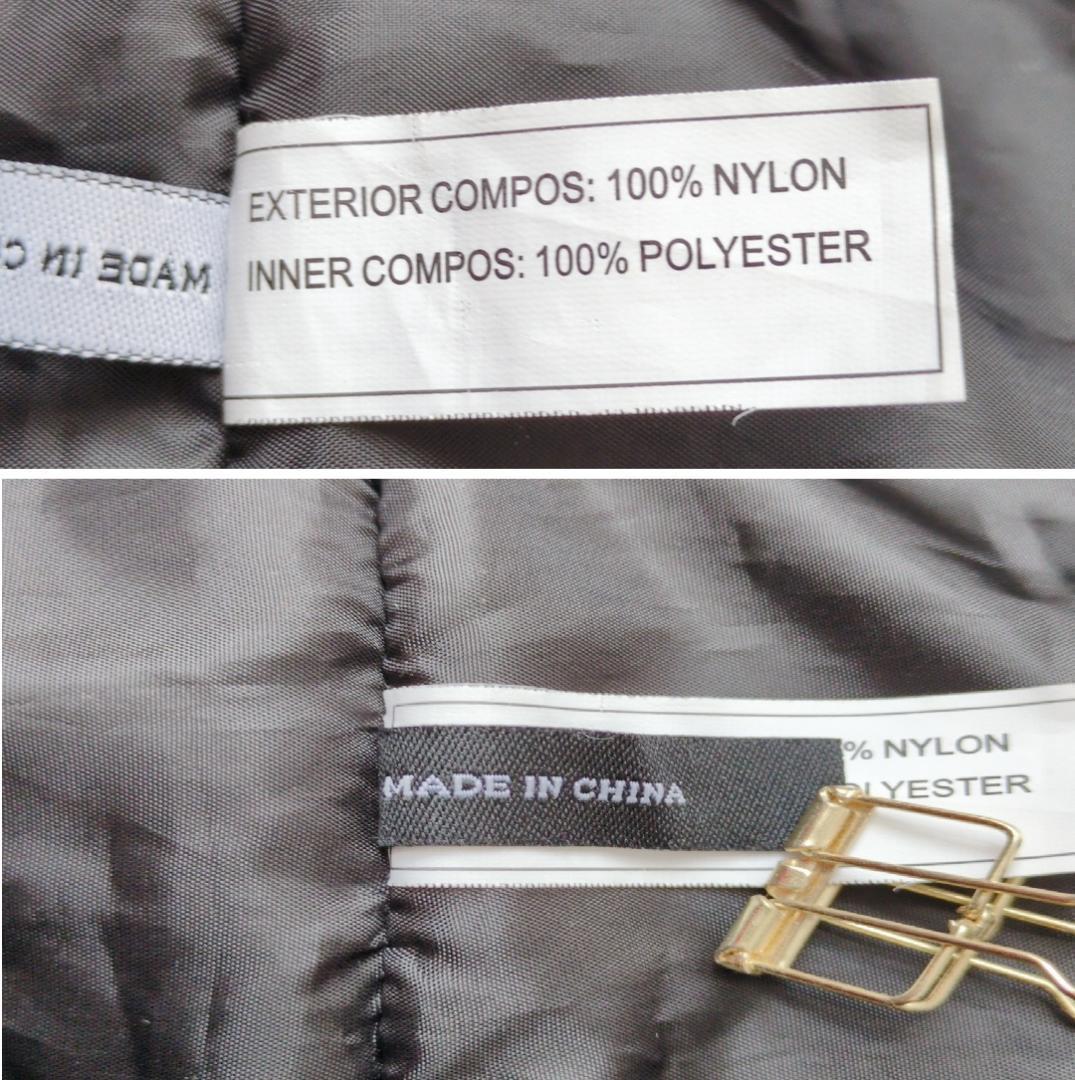 EXTERIOR COMPOS: 100% NYLON
INNER COMPOS: 100% POLYESTER
MADE IN C
% NYLON
MADE IN CHINA
LYESTER